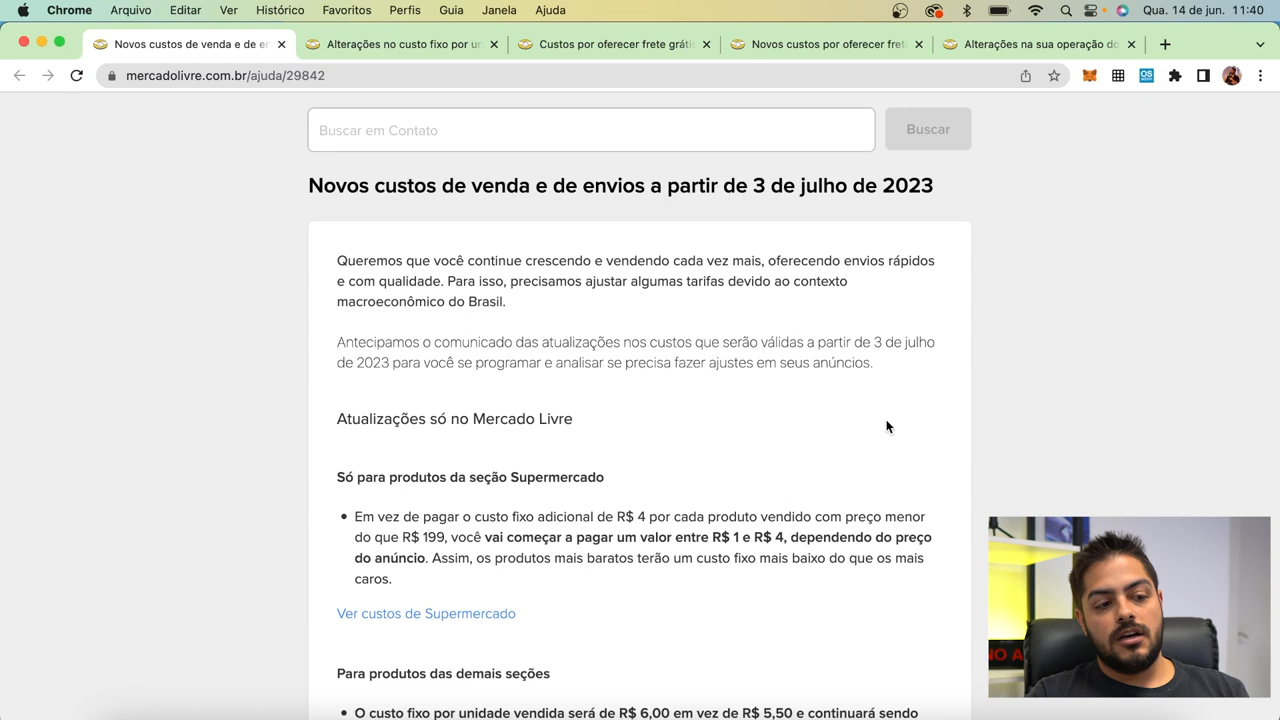 Chrome Arquivo Editar Ver Histórico Favoritos Perfis Guia Janela Ajuda Qua. 14 de jun. 11:40
Novos custos de venda e de en
Alterações no custo fixo por un
Custos por oferecer frete gráti
Novos custos por oferecer fret
Alterações na sua operação do
mercadolivre.com.br/ajuda/29842
OS
Buscar em Contato
Buscar
Novos custos de venda e de envios a partir de 3 de julho de 2023
Queremos que você continue crescendo e vendendo cada vez mais, oferecendo envios rápidos
e com qualidade. Para isso, precisamos ajustar algumas tarifas devido ao contexto
macroeconômico do Brasil.
Antecipamos o comunicado das atualizações nos custos que serão válidas a partir de 3 de julho
de 2023 para você se programar e analisar se precisa fazer ajustes em seus anúncios.
Atualizações só no Mercado Livre
Só para produtos da seção Supermercado
• Em vez de pagar o custo fixo adicional de R$ 4 por cada produto vendido com preço menor
do que R$ 199, você vai começar a pagar um valor entre R$ 1 e R$ 4, dependendo do preço
do anúncio. Assim, os produtos mais baratos terão um custo fixo mais baixo do que os mais
caros.
Ver custos de Supermercado
Para produtos das demais seções
• O custo fixo por unidade vendida será de R$ 6,00 em vez de R$ 5,50 e continuará sendo
NO A